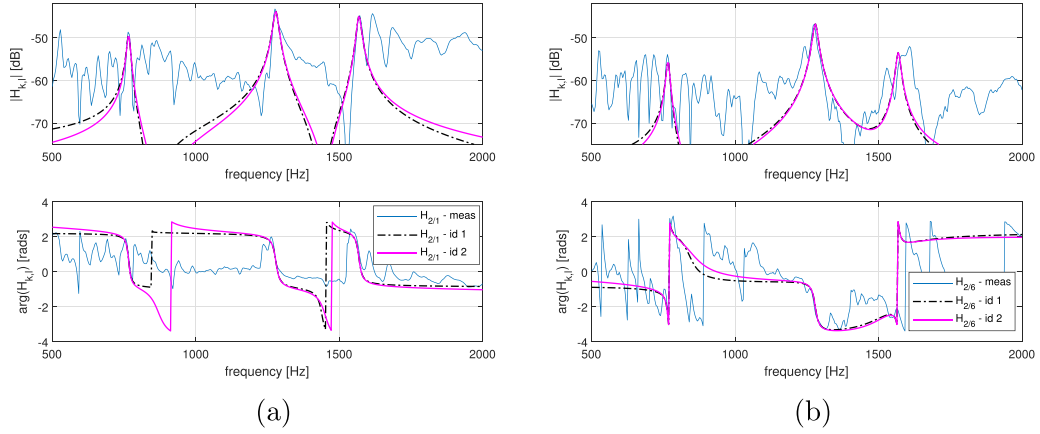 -50
-60
-70
|H_{k,l}| [dB]
500
1000
1500
2000
frequency [Hz]
4
2
0
-2
-4
arg(H_{k,l}) [rads]
H_{2/1} - meas
H_{2/1} - id 1
H_{2/1} - id 2
500
1000
1500
2000
frequency [Hz]
(a)
-50
-60
-70
|H_{k,l}| [dB]
500
1000
1500
2000
frequency [Hz]
4
2
0
-2
-4
arg(H_{k,l}) [rads]
H_{2/6} - meas
H_{2/6} - id 1
H_{2/6} - id 2
500
1000
1500
2000
frequency [Hz]
(b)